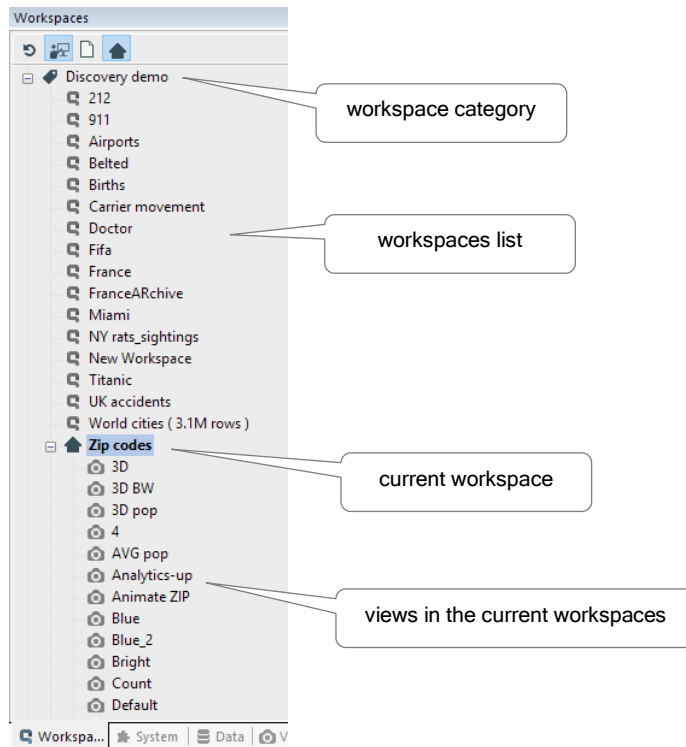 Workspaces
Discovery demo
workspace category
212
911
Airports
Belted
Births
Carrier movement
Doctor
workspaces list
Fifa
France
FranceARchive
Miami
NY rats_sightings
New Workspace
Titanic
UK accidents
World cities ( 3.1M rows )
Zip codes
current workspace
3D
3D BW
3D pop
4
AVG pop
Analytics-up
Animate ZIP
views in the current workspaces
Blue
Blue_2
Bright
Count
Default
Workspa... System Data V